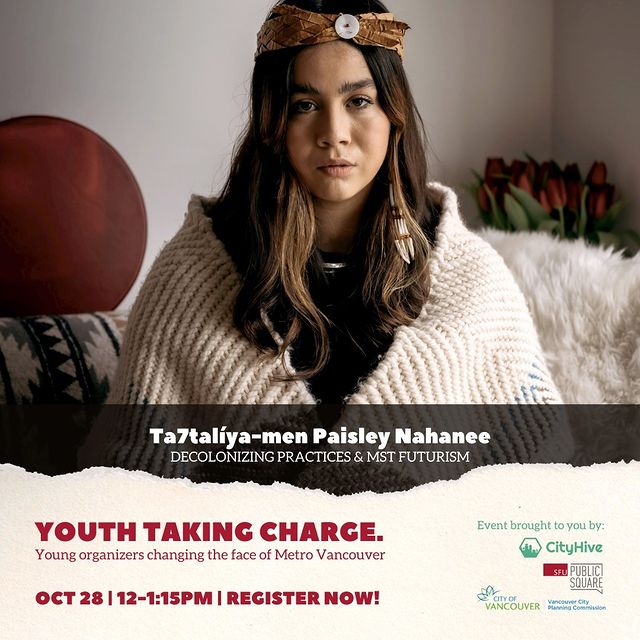 Ta7talíya-men Paisley Nahanee
DECOLONIZING PRACTICES & MST FUTURISM
YOUTH TAKING CHARGE.
Young organizers changing the face of Metro Vancouver
OCT 28 | 12-1:15PM | REGISTER NOW!
Event brought to you by:
CityHive
SFU PUBLIC
SQUARE
CITY OF
VANCOUVER
Vancouver City
Planning Commission